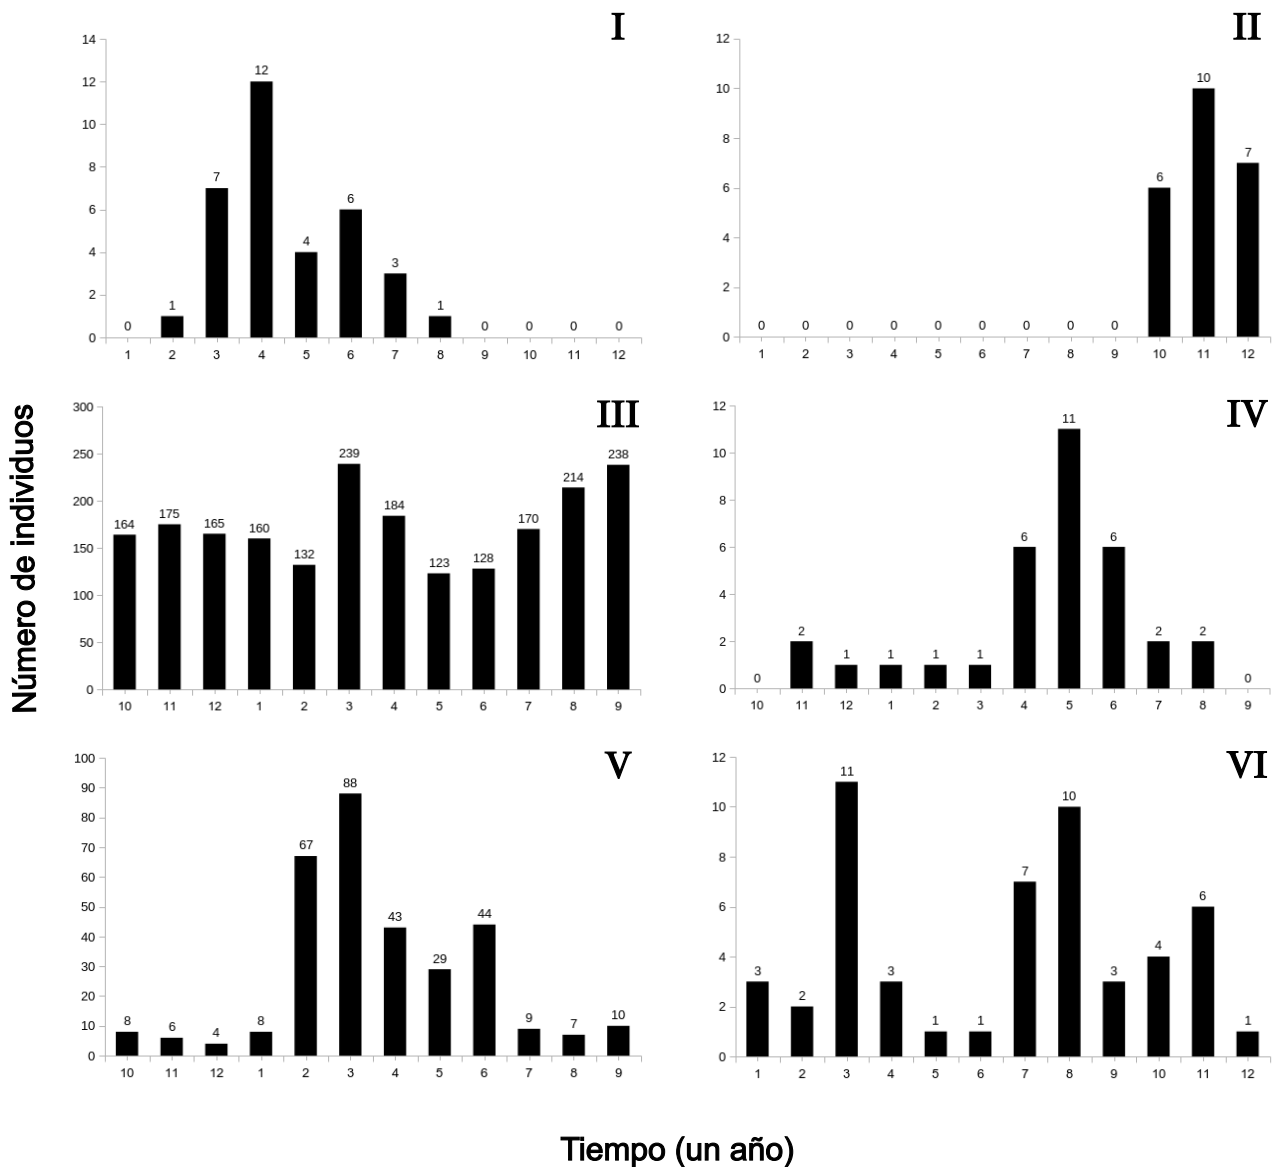 I
14
12
10
8
6
4
2
0
0 1 7 12 4 6 3 1 0 0 0 0
1 2 3 4 5 6 7 8 9 10 11 12
II
12
10
8
6
4
2
0
0 0 0 0 0 0 0 0 0 6 10 7
1 2 3 4 5 6 7 8 9 10 11 12
Número de individuos
III
300
250
200
150
100
50
0
164 175 165 160 132 239 184 123 128 170 214 238
10 11 12 1 2 3 4 5 6 7 8 9
IV
12
10
8
6
4
2
0
0 2 1 1 1 1 6 11 6 2 2 0
10 11 12 1 2 3 4 5 6 7 8 9
V
100
90
80
70
60
50
40
30
20
10
0
8 6 4 8 67 88 43 29 44 9 7 10
10 11 12 1 2 3 4 5 6 7 8 9
VI
12
10
8
6
4
2
0
3 2 11 3 1 1 7 10 3 4 6 1
1 2 3 4 5 6 7 8 9 10 11 12
Tiempo (un año)